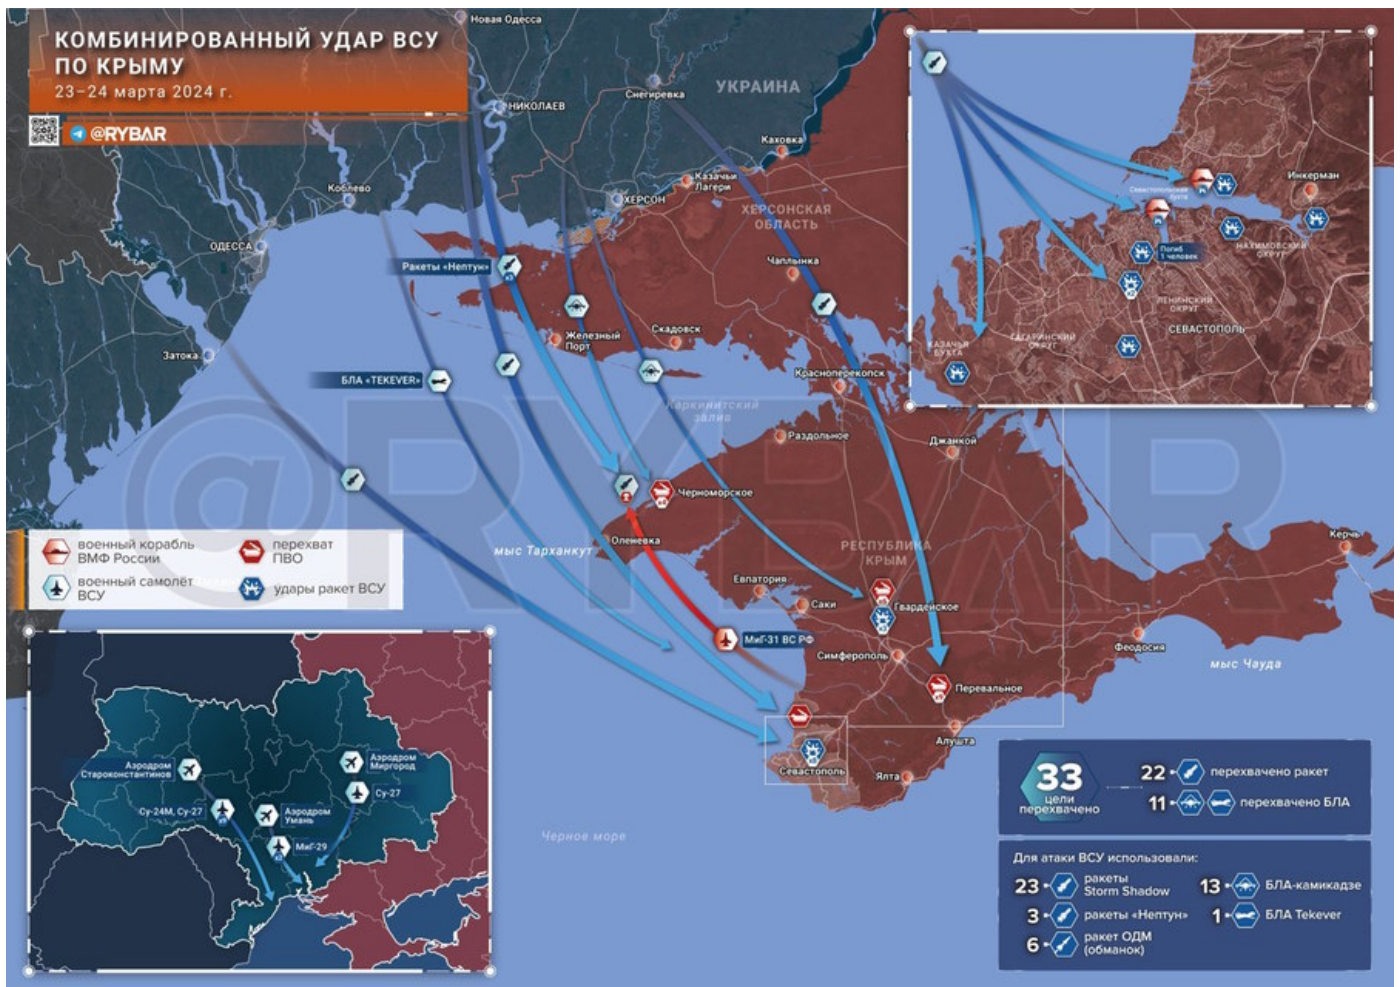 КОМБИНИРОВАННЫЙ УДАР ВСУ
ПО КРЫМУ
23–24 марта 2024 г.
@RYBAR
Новая Одесса
НИКОЛАЕВ
Снегиревка
УКРАИНА
Каховка
Казачьи
Лагери
Коблево
ХЕРСОН
ХЕРСОНСКАЯ
ОБЛАСТЬ
ОДЕССА
Ракеты «Нептун»
x3
Чаплынка
Железный
Порт
Скадовск
Затока
БЛА «TEKEVER»
Красноперекопск
Каркинитский
залив
Раздольное
Джанкой
@RYBAR
Черноморское
Оленевка
мыс Тарханкут
РЕСПУБЛИКА
КРЫМ
Керчь
Евпатория
Саки
Гвардейское
МиГ-31 ВС РФ
Симферополь
Феодосия
мыс Чауда
Перевальное
x9
Алушта
Севастополь
Ялта
Черное море
Севастопольская
бухта
Инкерман
Погиб
1 человек
НАХИМОВСКИЙ
ОКРУГ
x2
ЛЕНИНСКИЙ
ОКРУГ
СЕВАСТОПОЛЬ
ГАГАРИНСКИЙ
ОКРУГ
КАЗАЧЬЯ
БУХТА
военный корабль
ВМФ России
перехват
ПВО
военный самолёт
ВСУ
удары ракет ВСУ
Аэродром
Староконстантинов
Аэродром
Миргород
Су-24М, Су-27
Су-27
Аэродром
Умань
МиГ-29
33
цели
перехвачено
22 перехвачено ракет
11 перехвачено БЛА
Для атаки ВСУ использовали:
23 ракеты
Storm Shadow
13 БЛА-камикадзе
3 ракеты «Нептун»
1 БЛА Tekever
6 ракет ОДМ
(обманок)